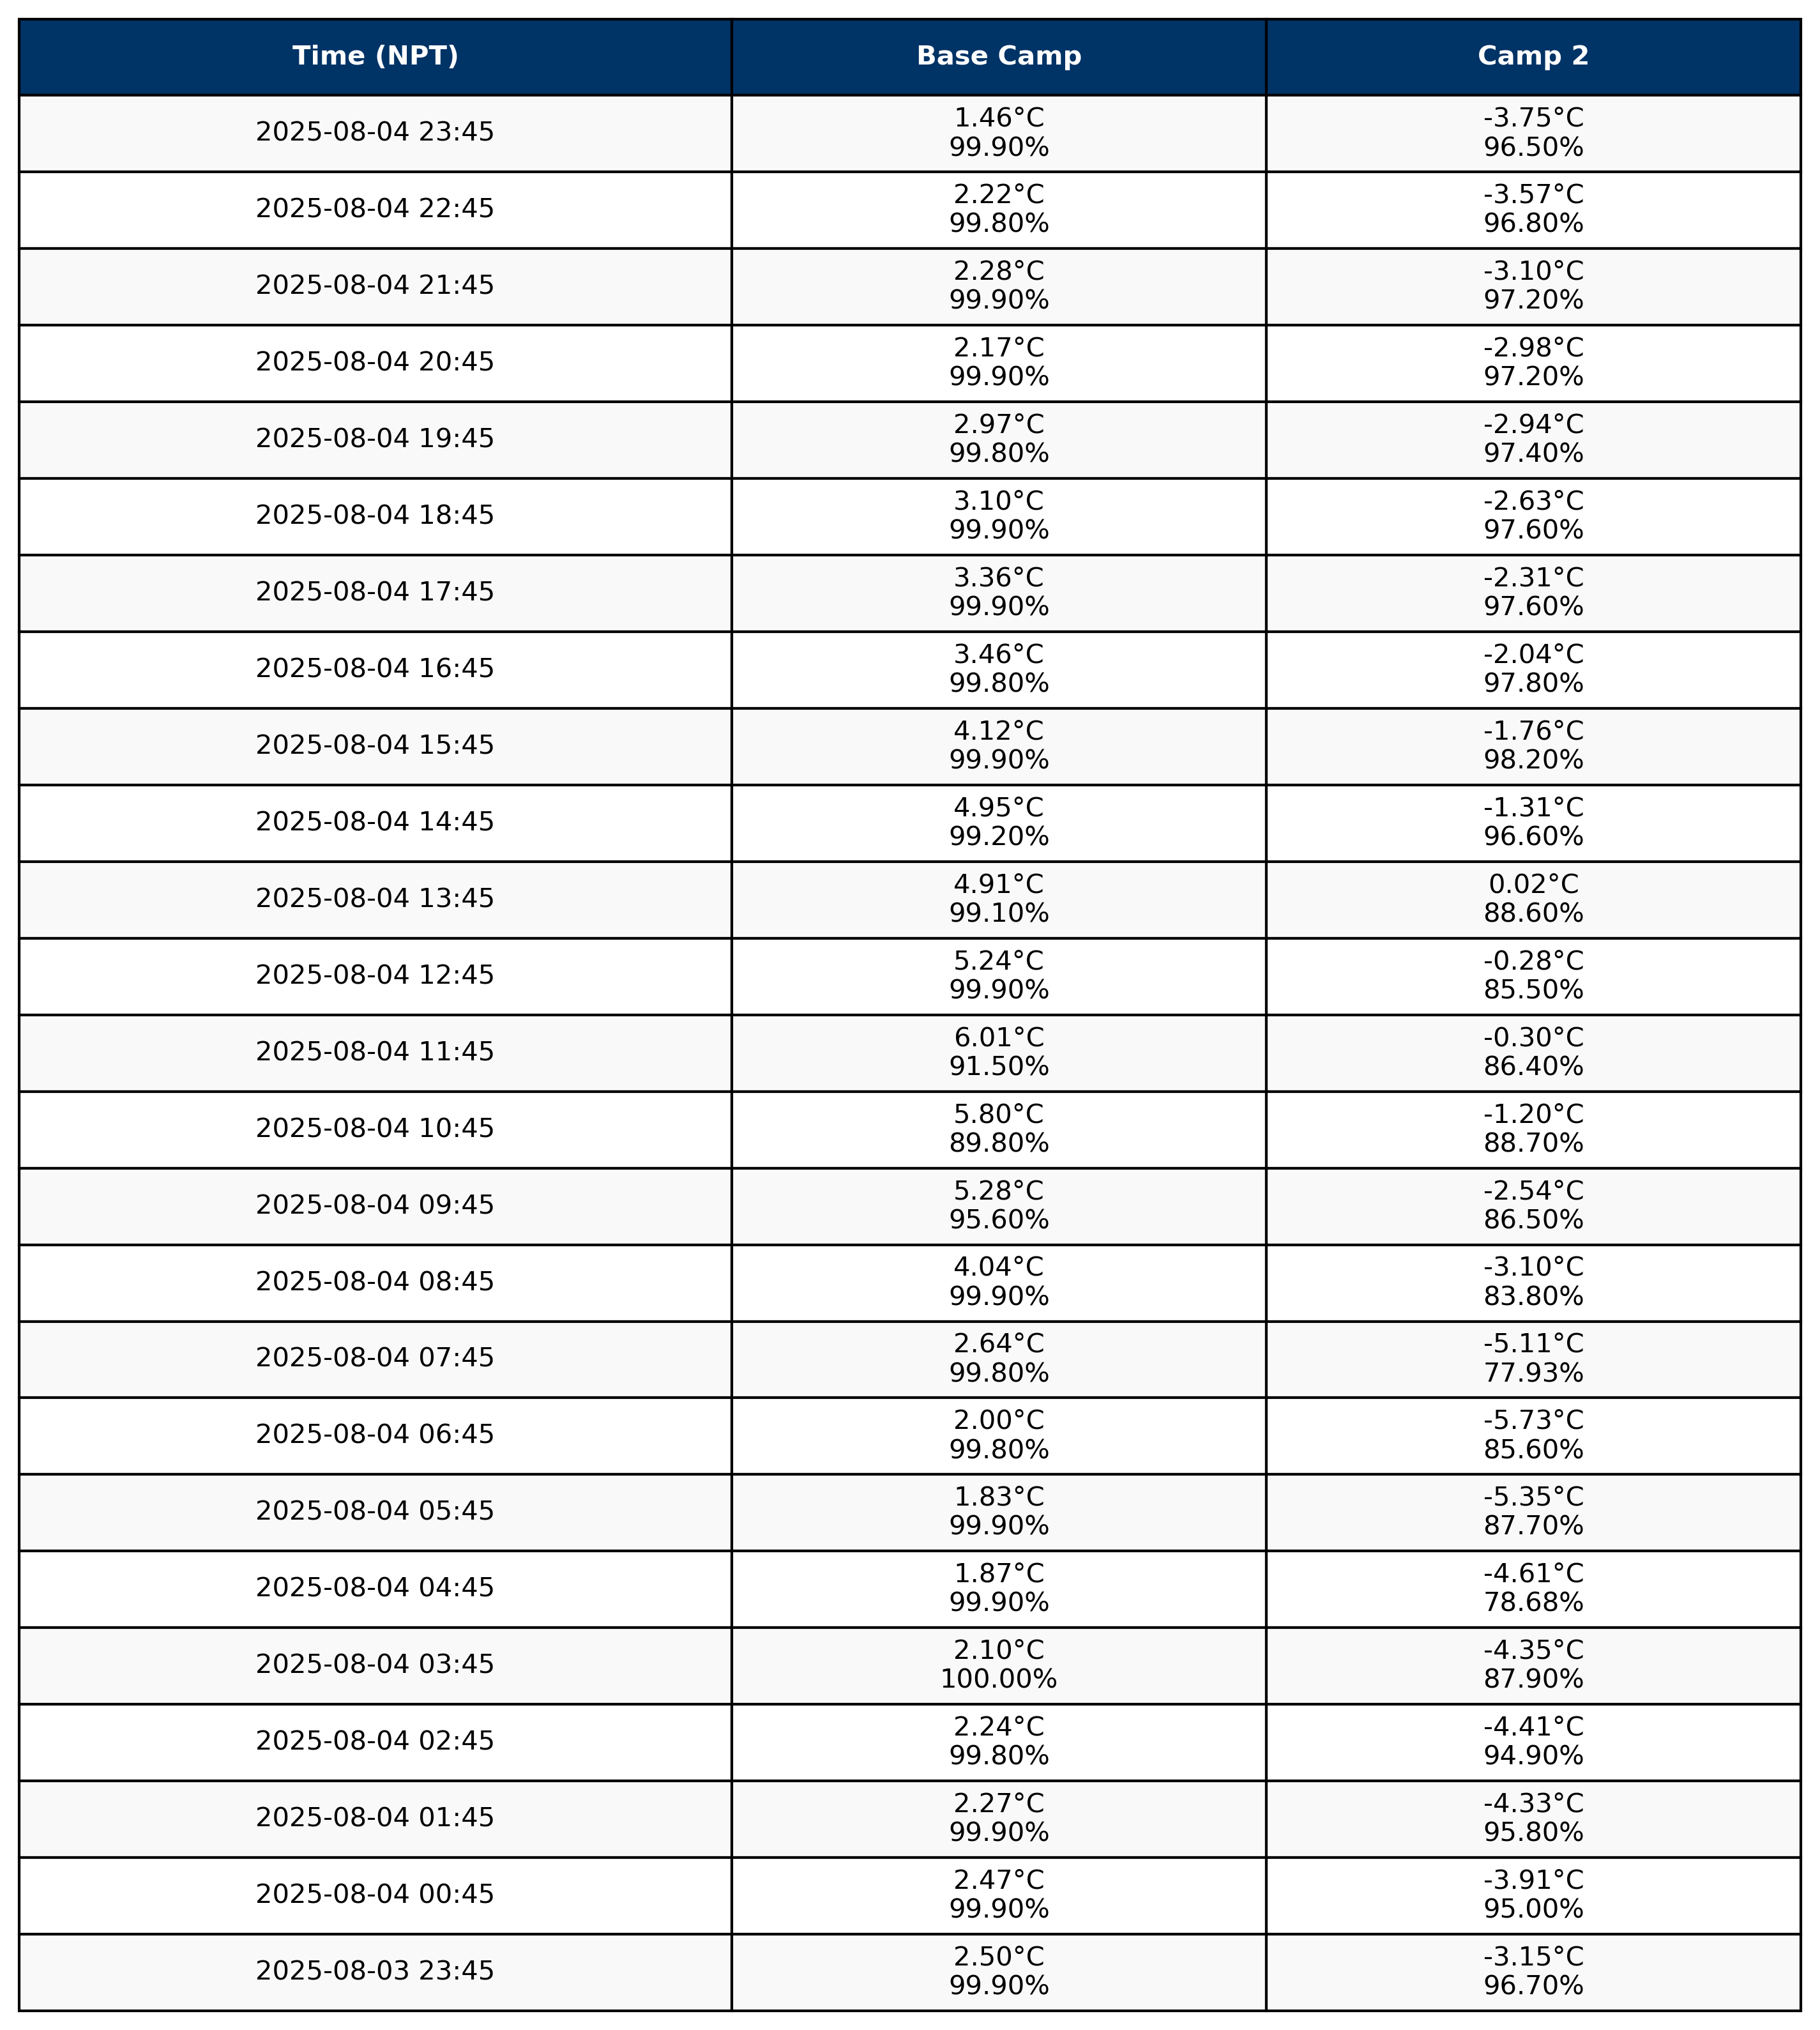 Time (NPT) Base Camp Camp 2
2025-08-04 23:45 1.46°C -3.75°C
99.90% 96.50%
2025-08-04 22:45 2.22°C -3.57°C
99.80% 96.80%
2025-08-04 21:45 2.28°C -3.10°C
99.90% 97.20%
2025-08-04 20:45 2.17°C -2.98°C
99.90% 97.20%
2025-08-04 19:45 2.97°C -2.94°C
99.80% 97.40%
2025-08-04 18:45 3.10°C -2.63°C
99.90% 97.60%
2025-08-04 17:45 3.36°C -2.31°C
99.90% 97.60%
2025-08-04 16:45 3.46°C -2.04°C
99.80% 97.80%
2025-08-04 15:45 4.12°C -1.76°C
99.90% 98.20%
2025-08-04 14:45 4.95°C -1.31°C
99.20% 96.60%
2025-08-04 13:45 4.91°C 0.02°C
99.10% 88.60%
2025-08-04 12:45 5.24°C -0.28°C
99.90% 85.50%
2025-08-04 11:45 6.01°C -0.30°C
91.50% 86.40%
2025-08-04 10:45 5.80°C -1.20°C
89.80% 88.70%
2025-08-04 09:45 5.28°C -2.54°C
95.60% 86.50%
2025-08-04 08:45 4.04°C -3.10°C
99.90% 83.80%
2025-08-04 07:45 2.64°C -5.11°C
99.80% 77.93%
2025-08-04 06:45 2.00°C -5.73°C
99.80% 85.60%
2025-08-04 05:45 1.83°C -5.35°C
99.90% 87.70%
2025-08-04 04:45 1.87°C -4.61°C
99.90% 78.68%
2025-08-04 03:45 2.10°C -4.35°C
100.00% 87.90%
2025-08-04 02:45 2.24°C -4.41°C
99.80% 94.90%
2025-08-04 01:45 2.27°C -4.33°C
99.90% 95.80%
2025-08-04 00:45 2.47°C -3.91°C
99.90% 95.00%
2025-08-03 23:45 2.50°C -3.15°C
99.90% 96.70%